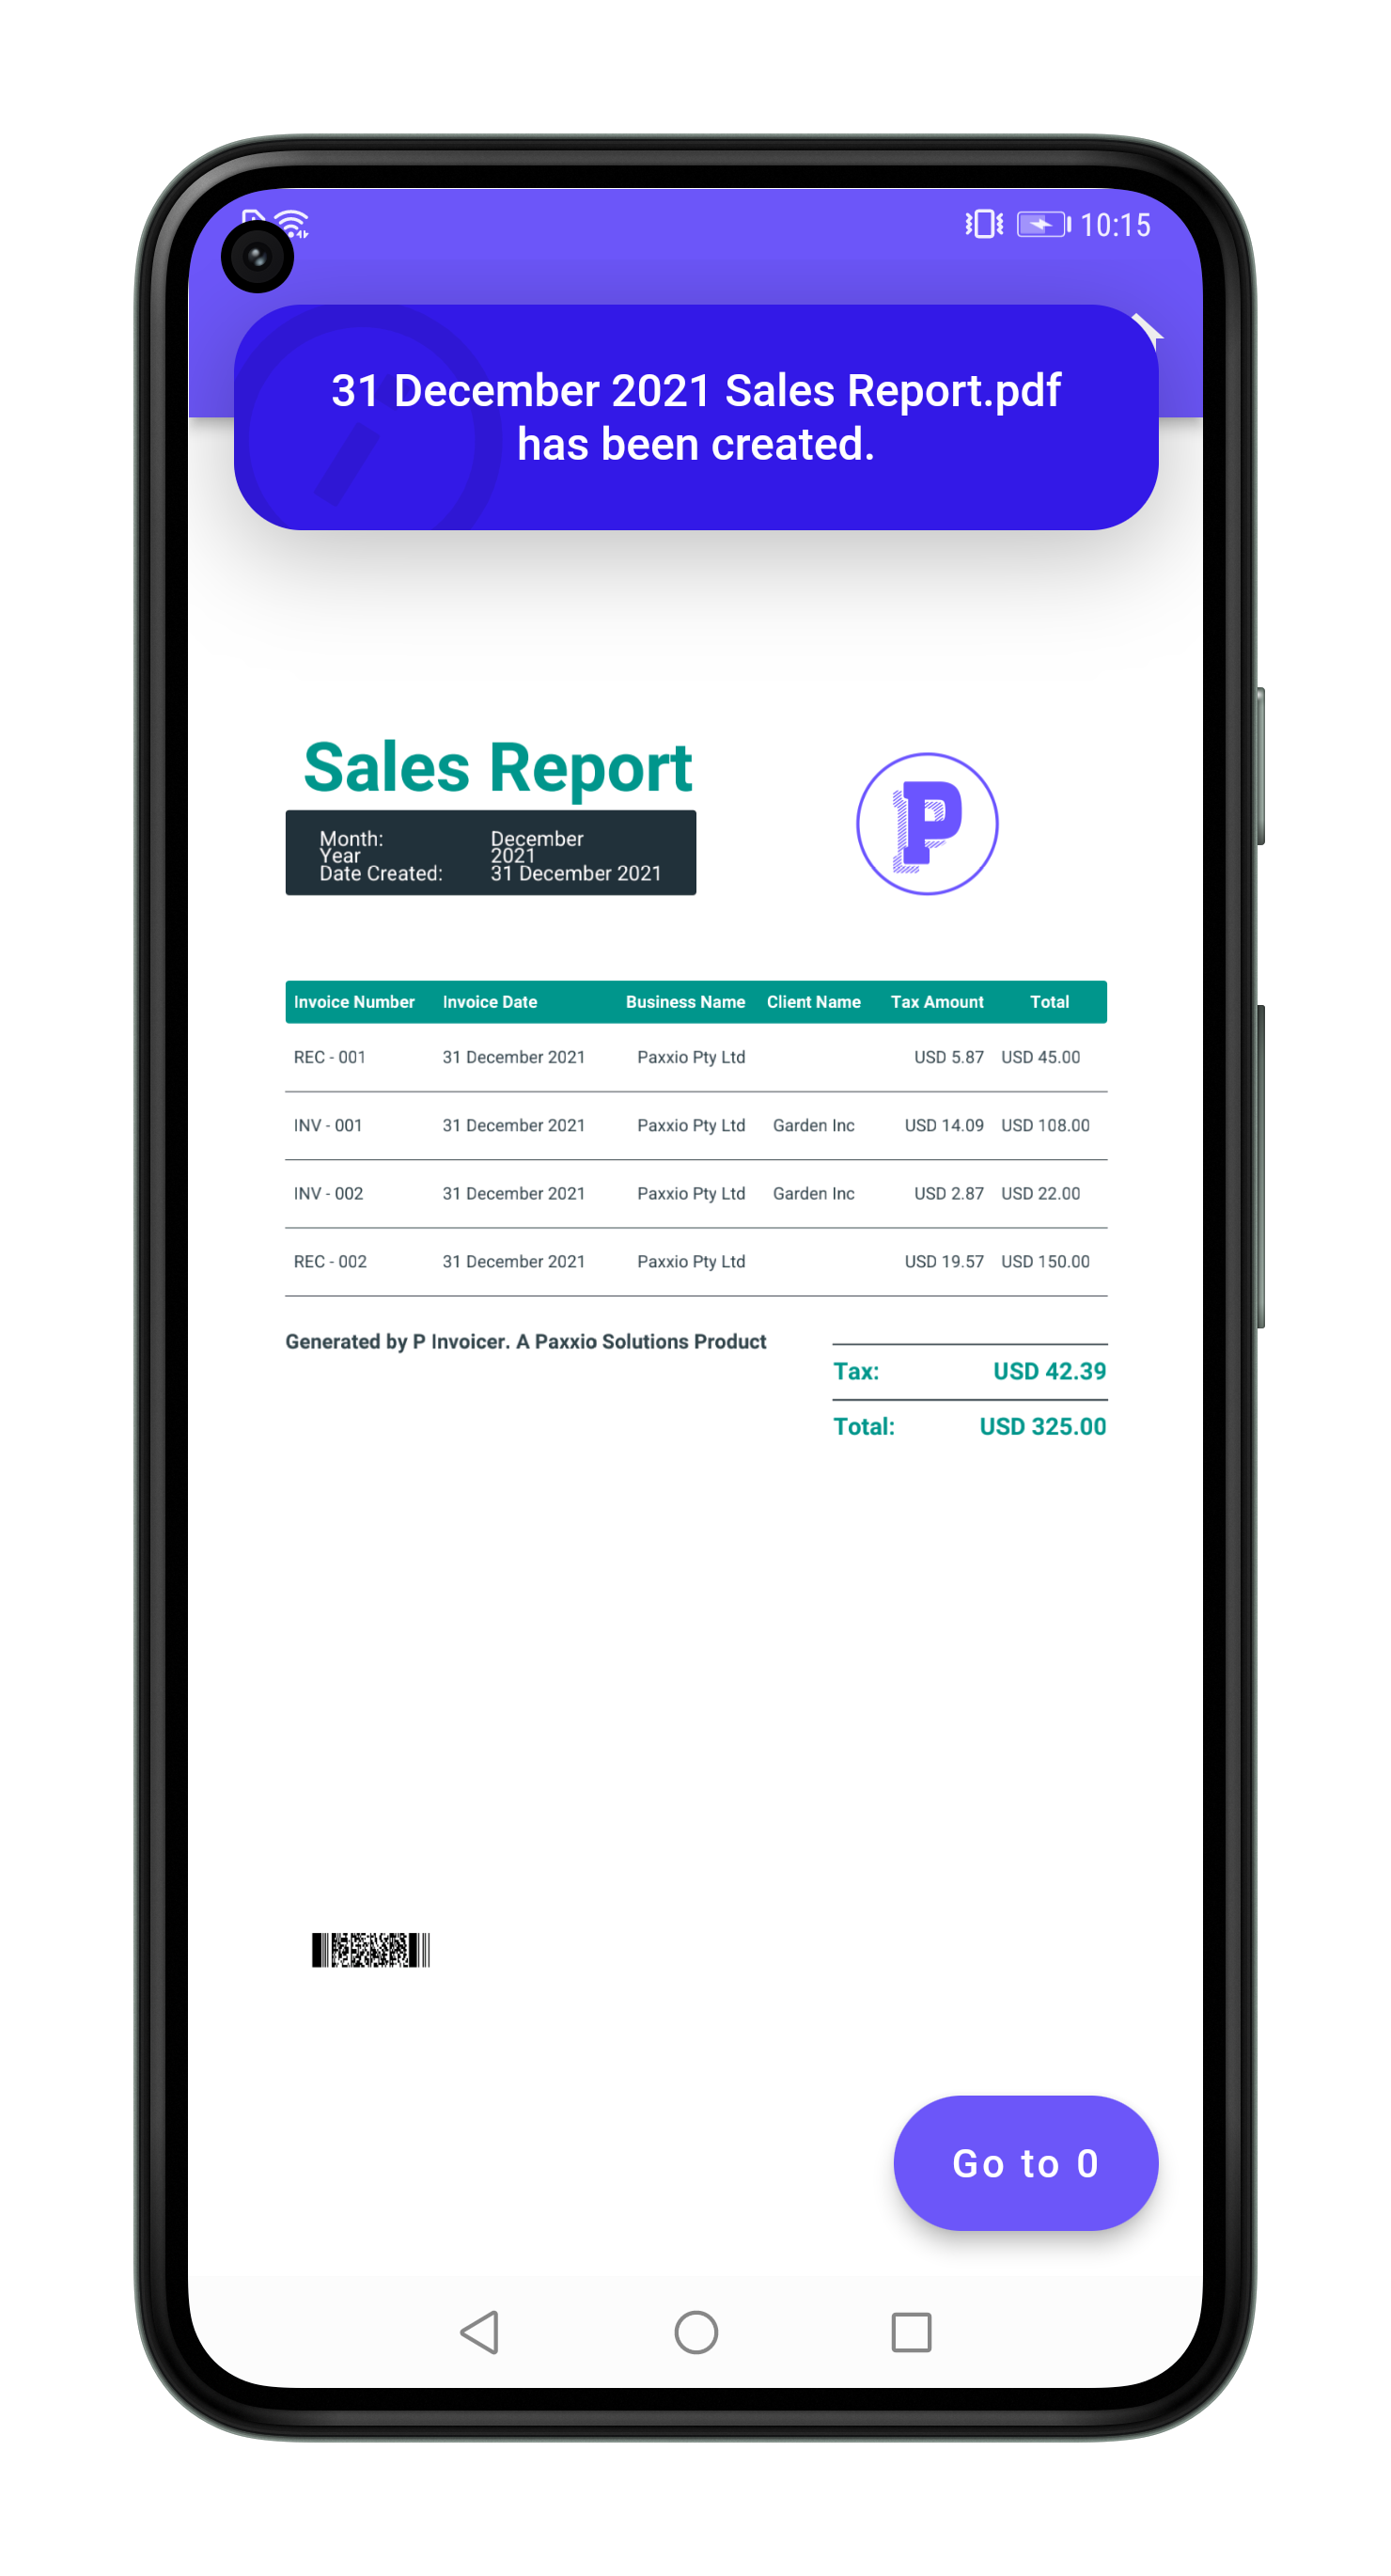 10:15
31 December 2021 Sales Report.pdf
has been created.
Sales Report
P
Month: December
Year 2021
Date Created: 31 December 2021
Invoice Number Invoice Date Business Name Client Name Tax Amount Total
REC - 001 31 December 2021 Paxxio Pty Ltd USD 5.87 USD 45.00
INV - 001 31 December 2021 Paxxio Pty Ltd Garden Inc USD 14.09 USD 108.00
INV - 002 31 December 2021 Paxxio Pty Ltd Garden Inc USD 2.87 USD 22.00
REC - 002 31 December 2021 Paxxio Pty Ltd USD 19.57 USD 150.00
Generated by P Invoicer. A Paxxio Solutions Product
Tax: USD 42.39
Total: USD 325.00
Go to 0